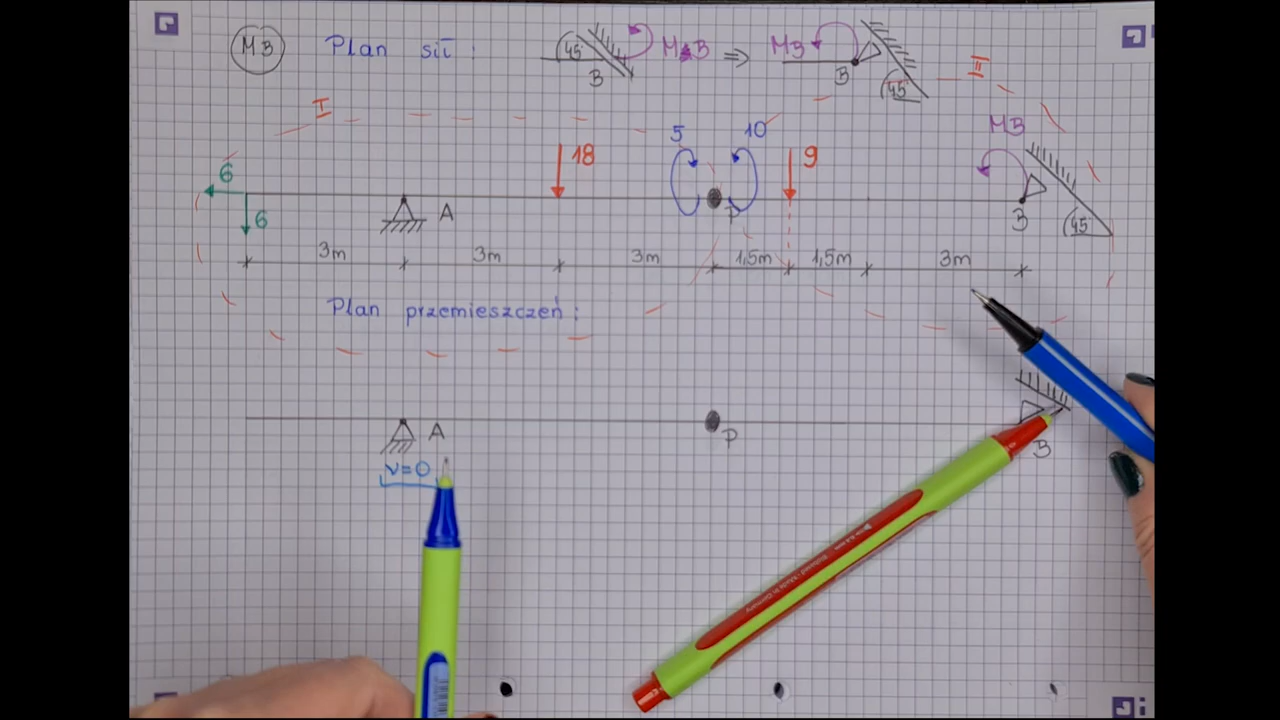 MB Plan sił: 45° B MAB ⇒ MB B 45°
I II
5 10 MB
6 18 9
6 A P B 45°
3m 3m 3m 1,5m 1,5m 3m
Plan przemieszczeń:
A P B
v=0